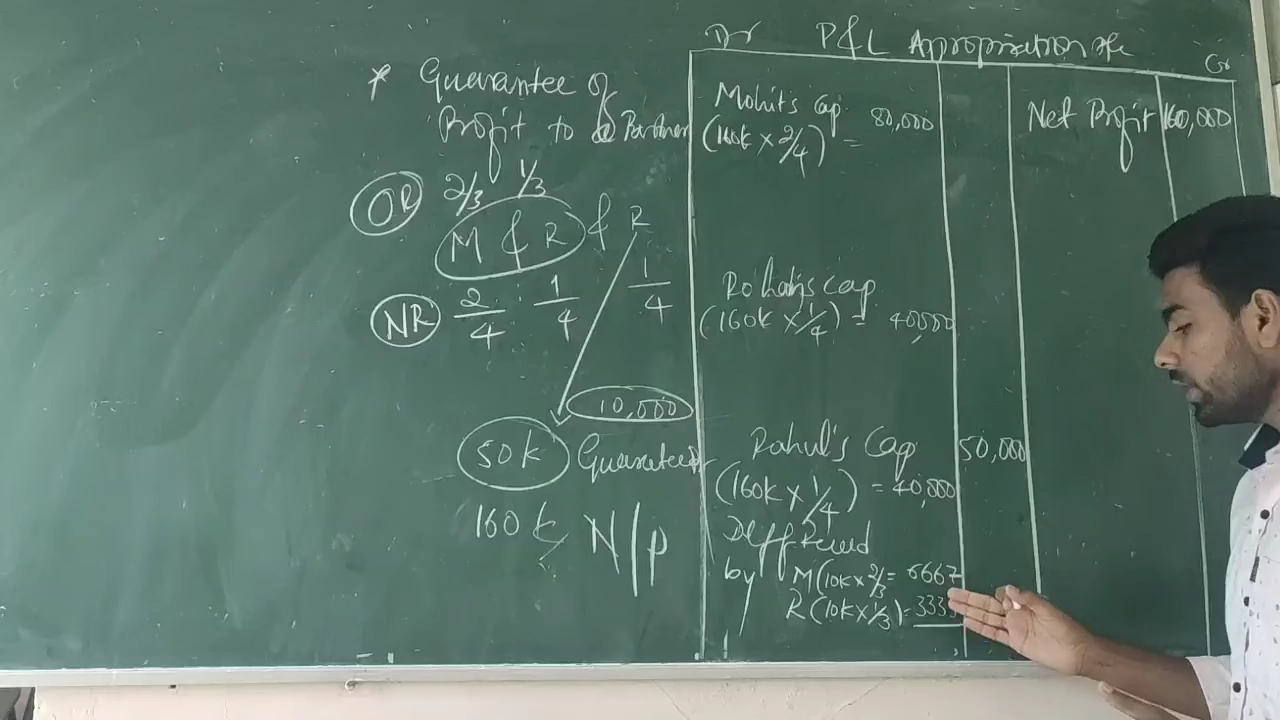 * Guarantee of
Profit to a Partner
OR 2/3 1/3
M & R & R
NR 2/4 1/4 1/4
10,000
50k Guaranteed
160k N/P
Dr P&L Appropriation A/c Cr
Mohit's Cap 80,000
(160k × 2/4) =
Net Profit 160,000
Cap
(160k × 1/4) = 40,000
Rahul's Cap 50,000
(160k × 1/4) = 40,000
by M(10k × 2/3 = 6667
R(10k × 1/3) = 3333